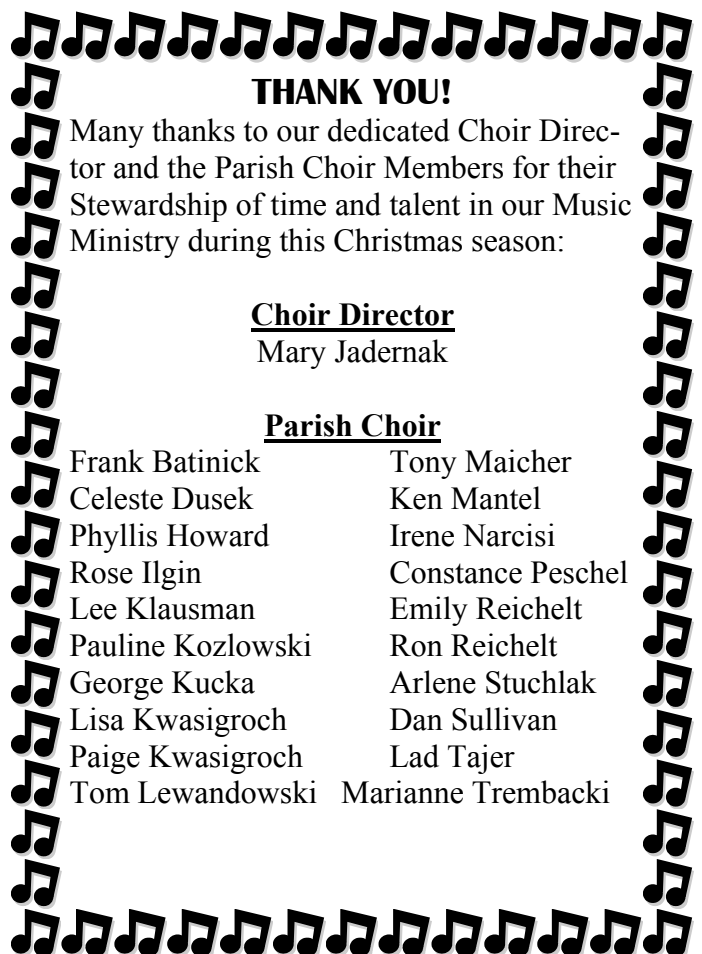 THANK YOU!
Many thanks to our dedicated Choir Direc-
tor and the Parish Choir Members for their
Stewardship of time and talent in our Music
Ministry during this Christmas season:
Choir Director
Mary Jadernak
Parish Choir
Frank Batinick Tony Maicher
Celeste Dusek Ken Mantel
Phyllis Howard Irene Narcisi
Rose Ilgin Constance Peschel
Lee Klausman Emily Reichelt
Pauline Kozlowski Ron Reichelt
George Kucka Arlene Stuchlak
Lisa Kwasigroch Dan Sullivan
Paige Kwasigroch Lad Tajer
Tom Lewandowski Marianne Trembacki